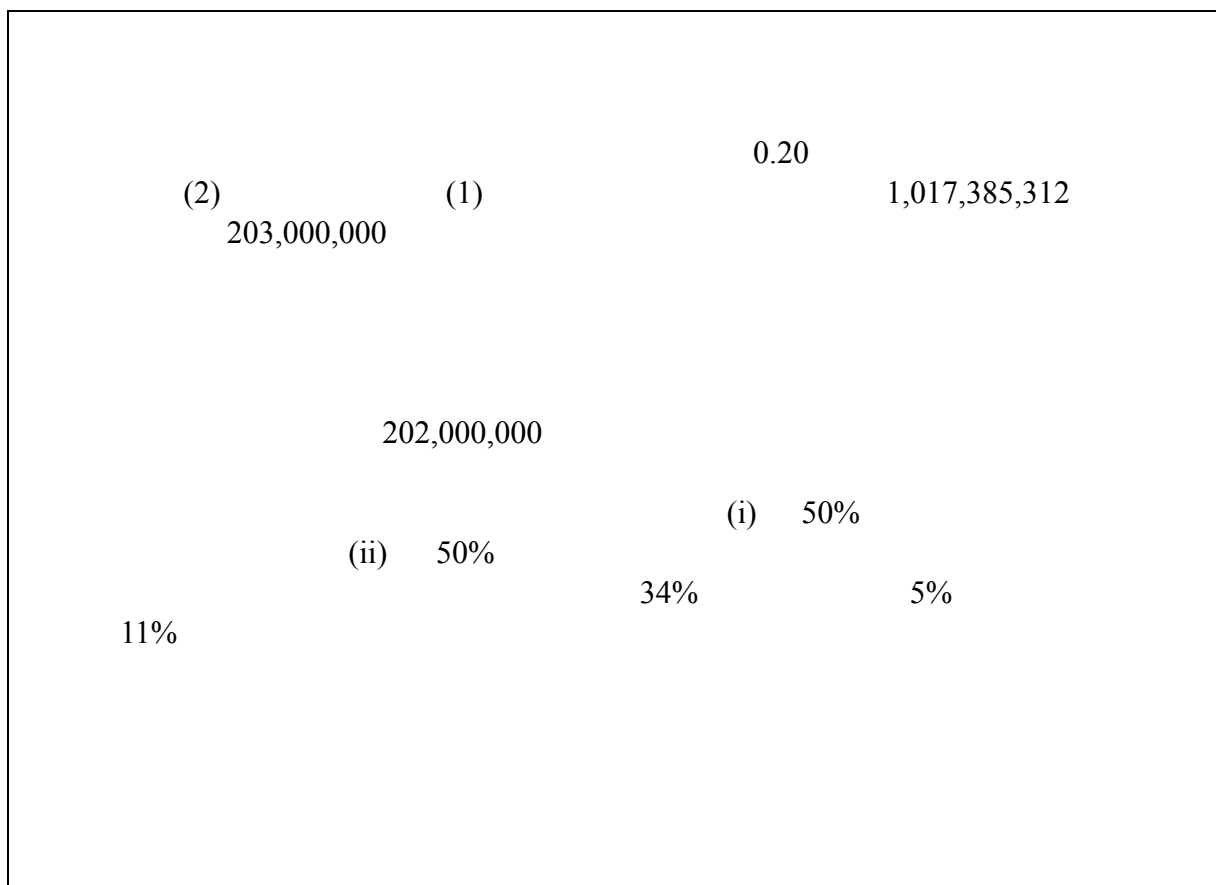 0.20
(2) (1) 1,017,385,312
203,000,000
202,000,000
(i) 50%
(ii) 50%
34% 5%
11%